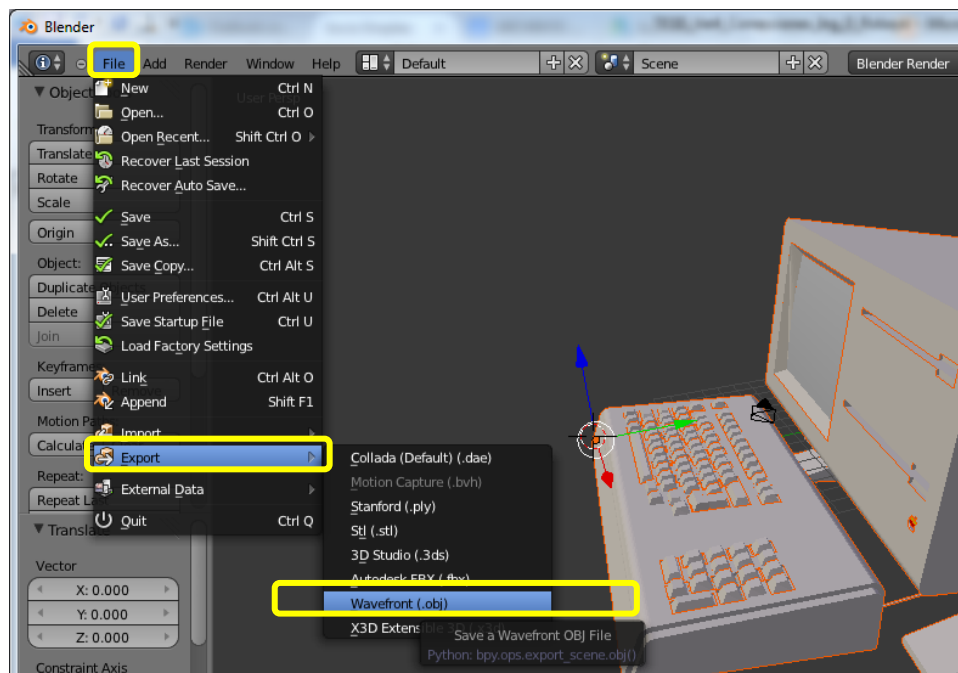 Blender
File Add Render Window Help Default Scene Blender Render
Object
New Ctrl N
User Persp
Open... Ctrl O
Transform
Open Recent... Shift Ctrl O
Translate
Recover Last Session
Rotate
Recover Auto Save...
Scale
Save Ctrl S
Origin
Save As... Shift Ctrl S
Object:
Save Copy... Ctrl Alt S
Duplicate Objects
User Preferences... Ctrl Alt U
Delete
Save Startup File Ctrl U
Join
Load Factory Settings
Keyframe
Link Ctrl Alt O
Insert
Append Shift F1
Motion Pa
Import
Calculat
Export
Collada (Default) (.dae)
Repeat:
Motion Capture (.bvh)
External Data
Repeat La
Stanford (.ply)
Quit Ctrl Q
Stl (.stl)
Translate
3D Studio (.3ds)
Vector
Autodesk FBX (.fbx)
X: 0.000
Wavefront (.obj)
Y: 0.000
X3D Extensible 3D (.x3d)
Z: 0.000
Save a Wavefront OBJ File
Python: bpy.ops.export_scene.obj()
Constraint Axis